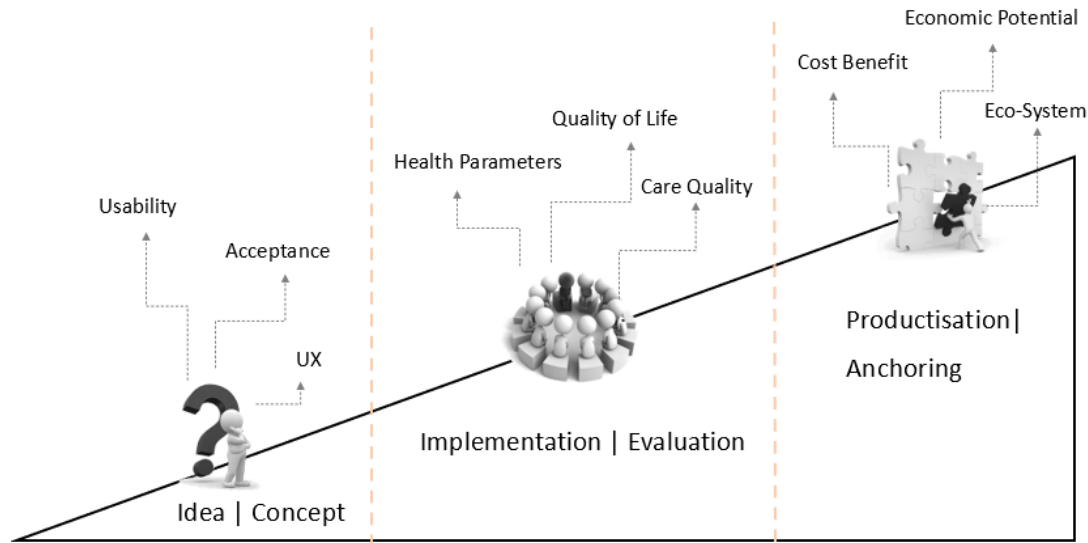 Usability
Acceptance
UX
Idea | Concept
Health Parameters
Quality of Life
Care Quality
Implementation | Evaluation
Cost Benefit
Economic Potential
Eco-System
Productisation|
Anchoring